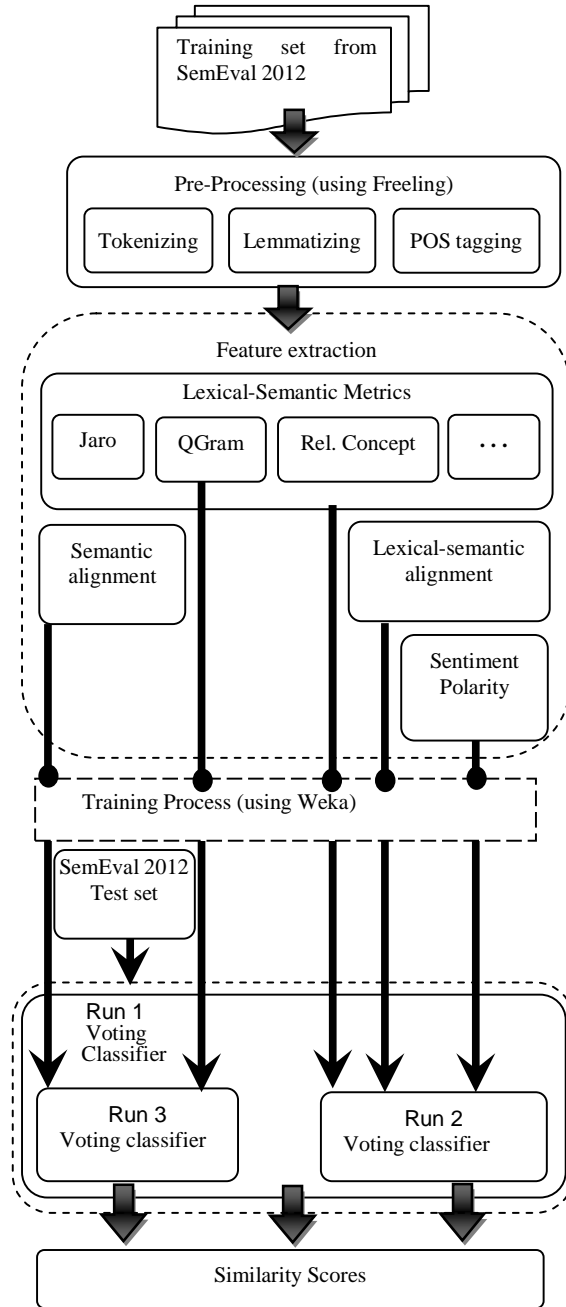 Training set from
SemEval 2012
Pre-Processing (using Freeling)
Tokenizing
Lemmatizing
POS tagging
Feature extraction
Lexical-Semantic Metrics
Jaro
QGram
Rel. Concept
...
Semantic
alignment
Lexical-semantic
alignment
Sentiment
Polarity
Training Process (using Weka)
SemEval 2012
Test set
Run 1
Voting
Classifier
Run 3
Voting classifier
Run 2
Voting classifier
Similarity Scores